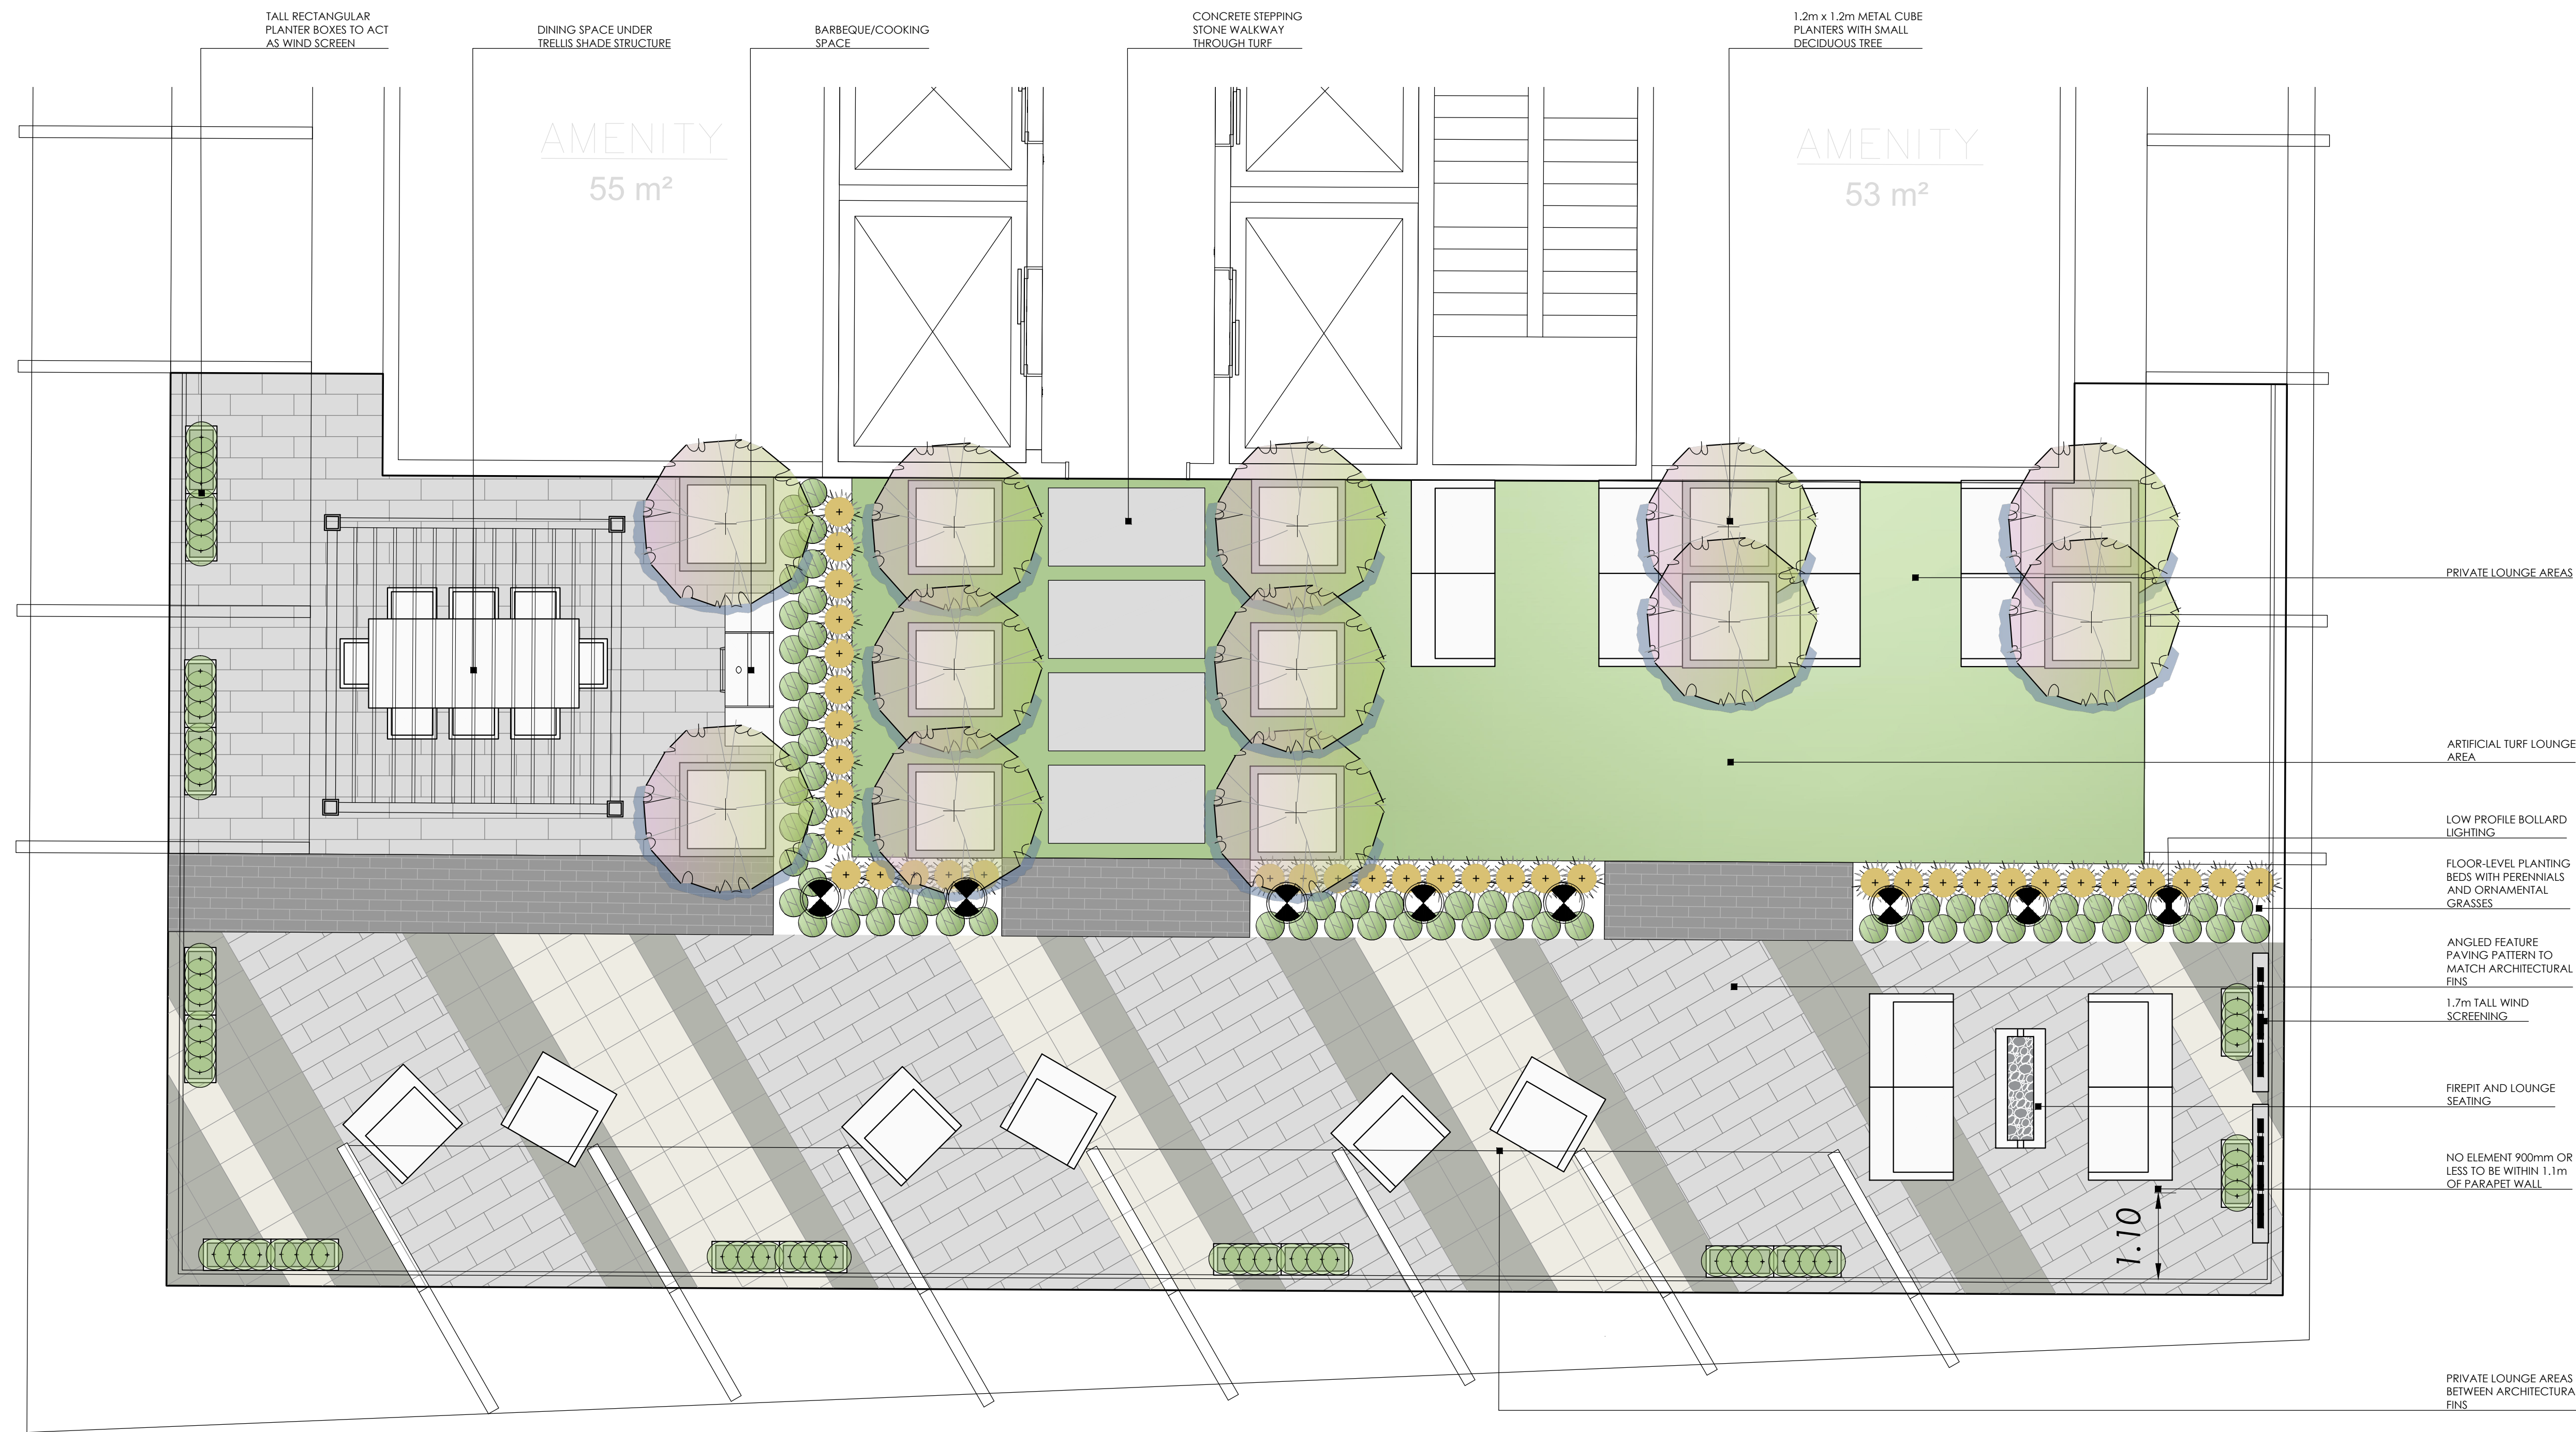 TALL RECTANGULAR
PLANTER BOXES TO ACT
AS WIND SCREEN
DINING SPACE UNDER
TRELLIS SHADE STRUCTURE
BARBEQUE/COOKING
SPACE
CONCRETE STEPPING
STONE WALKWAY
THROUGH TURF
1.2m x 1.2m METAL CUBE
PLANTERS WITH SMALL
DECIDUOUS TREE
AMENITY
55 m²
AMENITY
53 m²
PRIVATE LOUNGE AREAS
ARTIFICIAL TURF LOUNGE
AREA
LOW PROFILE BOLLARD
LIGHTING
FLOOR-LEVEL PLANTING
BEDS WITH PERENNIALS
AND ORNAMENTAL
GRASSES
ANGLED FEATURE
PAVING PATTERN TO
MATCH ARCHITECTURAL
FINS
1.7m TALL WIND
SCREENING
FIREPIT AND LOUNGE
SEATING
NO ELEMENT 900mm OR
LESS TO BE WITHIN 1.1m
OF PARAPET WALL
1.10
PRIVATE LOUNGE AREAS
BETWEEN ARCHITECTURA
FINS